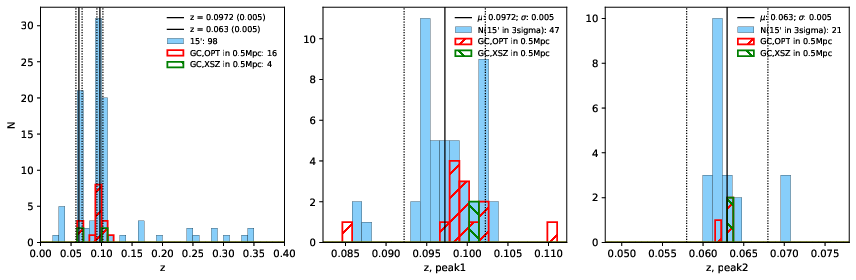 z = 0.0972 (0.005)
z = 0.063 (0.005)
15': 98
GC,OPT in 0.5Mpc: 16
GC,XSZ in 0.5Mpc: 4
30
25
20
15
10
5
0
N
0.00 0.05 0.10 0.15 0.20 0.25 0.30 0.35 0.40
z
μ: 0.0972; σ: 0.005
N(15' in 3sigma): 47
GC,OPT in 0.5Mpc
GC,XSZ in 0.5Mpc
10
8
6
4
2
0
0.085 0.090 0.095 0.100 0.105 0.110
z, peak1
μ: 0.063; σ: 0.005
N(15' in 3sigma): 21
GC,OPT in 0.5Mpc
GC,XSZ in 0.5Mpc
10
8
6
4
2
0
0.050 0.055 0.060 0.065 0.070 0.075
z, peak2